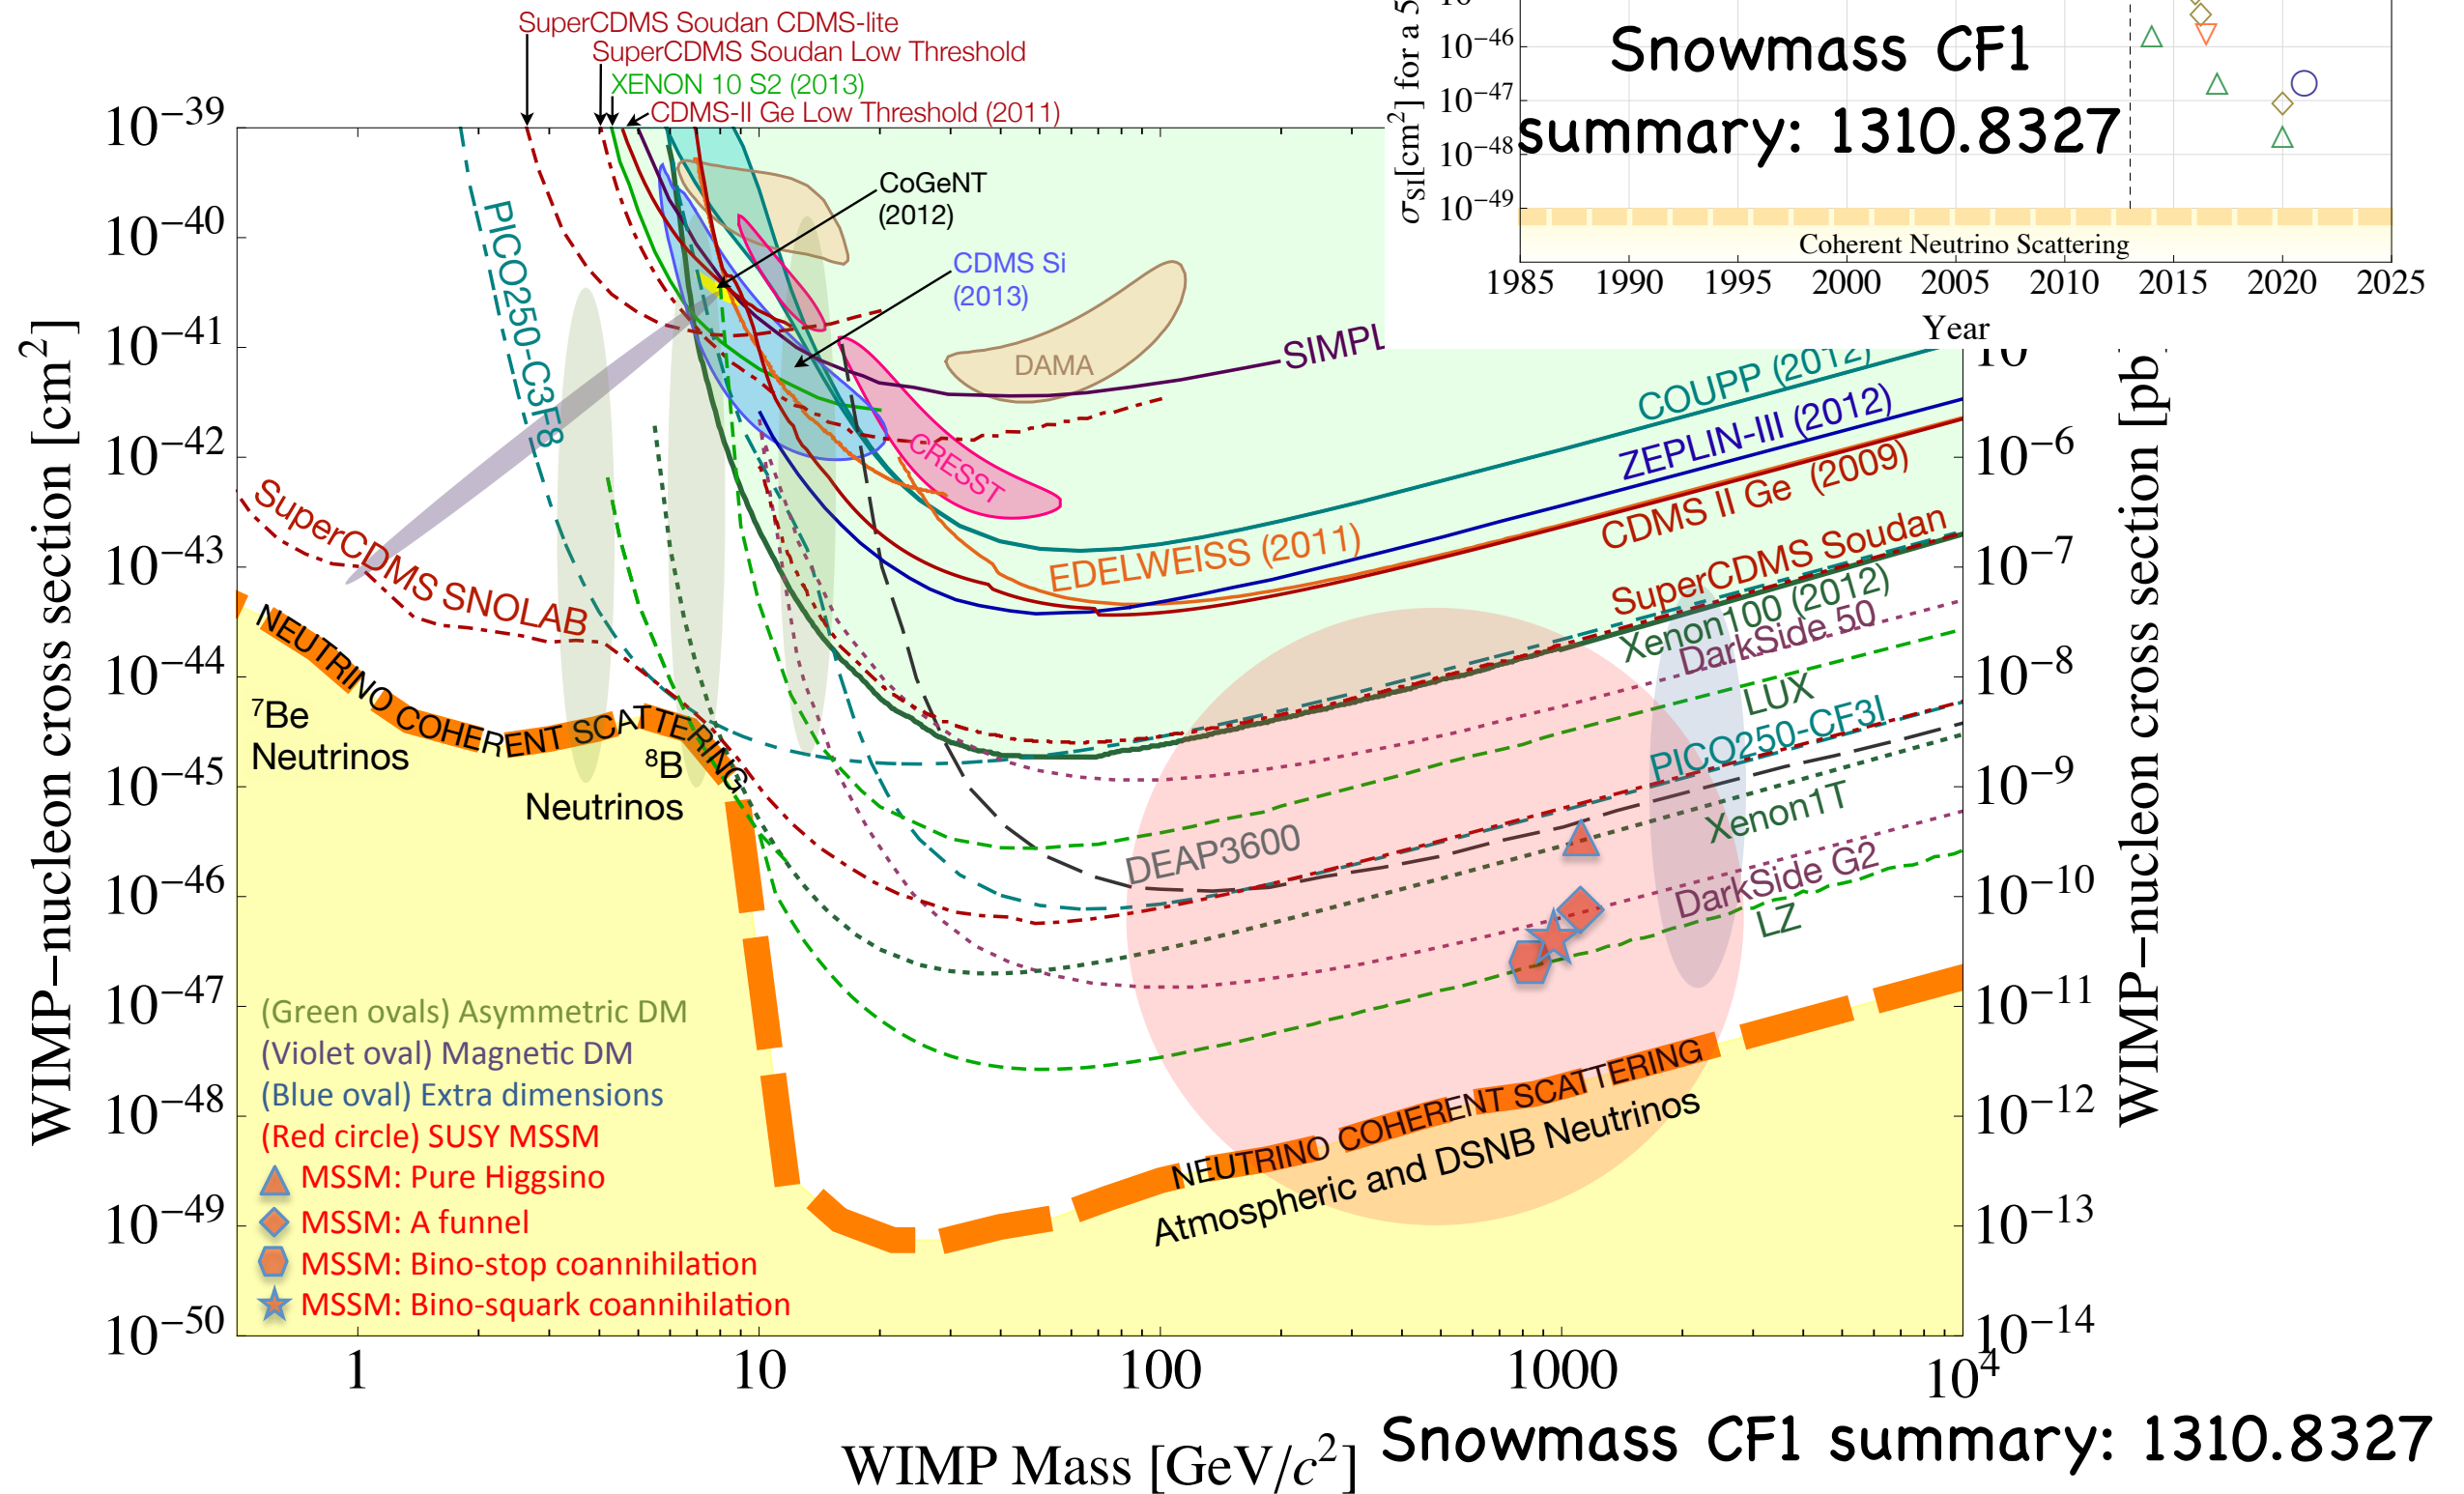 SuperCDMS Soudan CDMS-lite
SuperCDMS Soudan Low Threshold
XENON 10 S2 (2013)
CDMS-II Ge Low Threshold (2011)
Snowmass CF1
summary: 1310.8327
σSI[cm²] for a 5
10⁻⁴⁶
10⁻⁴⁷
10⁻⁴⁸
10⁻⁴⁹
Coherent Neutrino Scattering
1985 1990 1995 2000 2005 2010 2015 2020 2025
Year
WIMP–nucleon cross section [cm²]
10⁻³⁹
10⁻⁴⁰
10⁻⁴¹
10⁻⁴²
10⁻⁴³
10⁻⁴⁴
10⁻⁴⁵
10⁻⁴⁶
10⁻⁴⁷
10⁻⁴⁸
10⁻⁴⁹
10⁻⁵⁰
CoGeNT
(2012)
CDMS Si
(2013)
PICO250-C3F8
DAMA
SIMPL
CRESST
COUPP (2012)
ZEPLIN-III (2012)
CDMS II Ge (2009)
EDELWEISS (2011)
SuperCDMS Soudan
Xenon100 (2012)
DarkSide 50
LUX
PICO250-CF3I
Xenon1T
DEAP3600
DarkSide G2
LZ
SuperCDMS SNOLAB
NEUTRINO COHERENT SCATTERING
⁷Be
Neutrinos
⁸B
Neutrinos
NEUTRINO COHERENT SCATTERING
Atmospheric and DSNB Neutrinos
(Green ovals) Asymmetric DM
(Violet oval) Magnetic DM
(Blue oval) Extra dimensions
(Red circle) SUSY MSSM
MSSM: Pure Higgsino
MSSM: A funnel
MSSM: Bino-stop coannihilation
MSSM: Bino-squark coannihilation
10⁻⁶
10⁻⁷
10⁻⁸
10⁻⁹
10⁻¹⁰
10⁻¹¹
10⁻¹²
10⁻¹³
10⁻¹⁴
WIMP–nucleon cross section [pb
1 10 100 1000 10⁴
WIMP Mass [GeV/c²]
Snowmass CF1 summary: 1310.8327